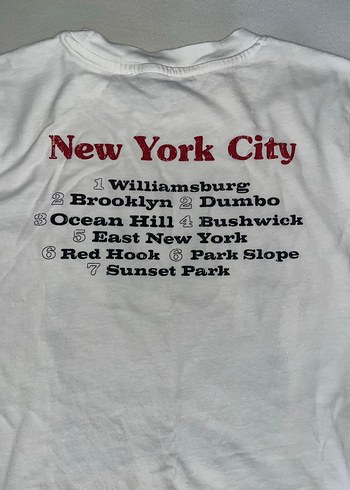 New York City
1 Williamsburg
2 Brooklyn 2 Dumbo
3 Ocean Hill 4 Bushwick
5 East New York
6 Red Hook 6 Park Slope
7 Sunset Park